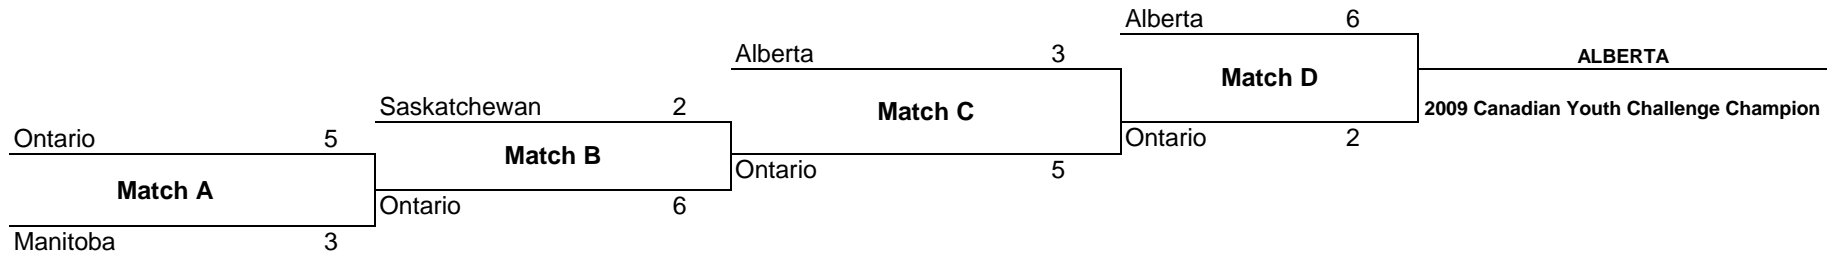 Alberta 6
Alberta 3
ALBERTA
Match D
Saskatchewan 2
Match C
2009 Canadian Youth Challenge Champion
Ontario 5
Ontario 2
Match B
Ontario 5
Match A
Ontario 6
Manitoba 3